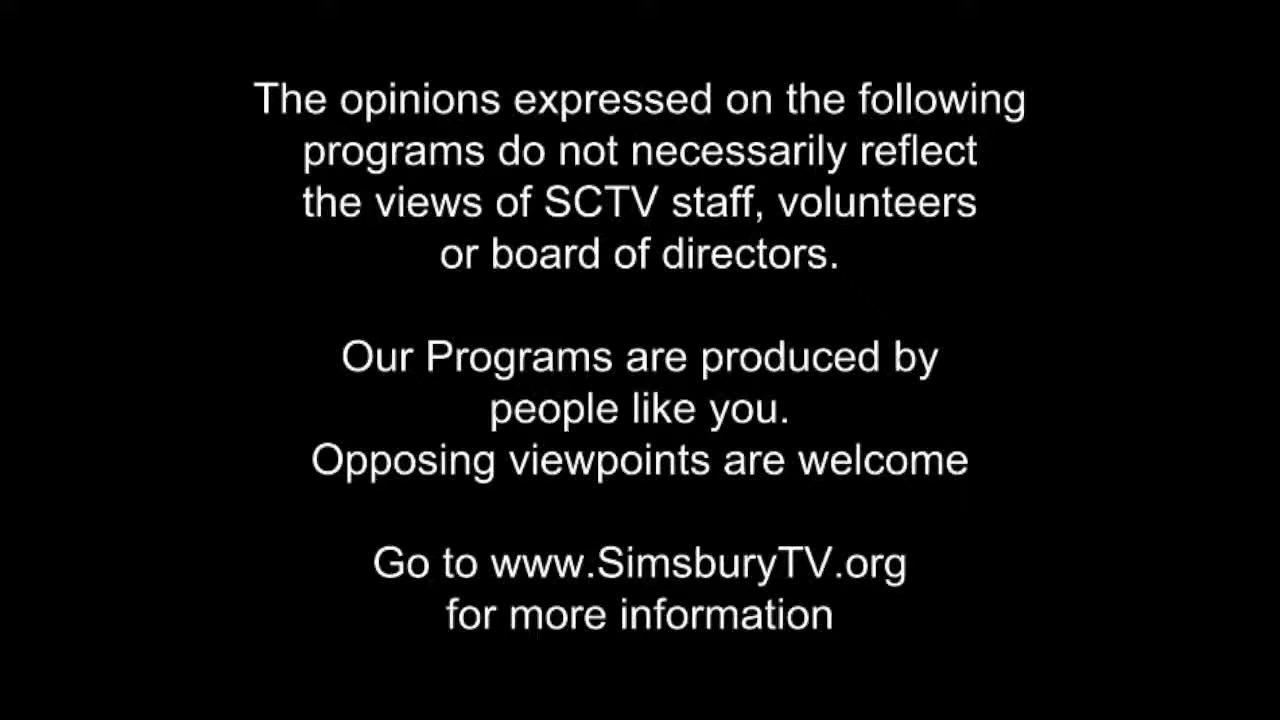 The opinions expressed on the following
programs do not necessarily reflect
the views of SCTV staff, volunteers
or board of directors.
Our Programs are produced by
people like you.
Opposing viewpoints are welcome
Go to www.SimsburyTV.org
for more information